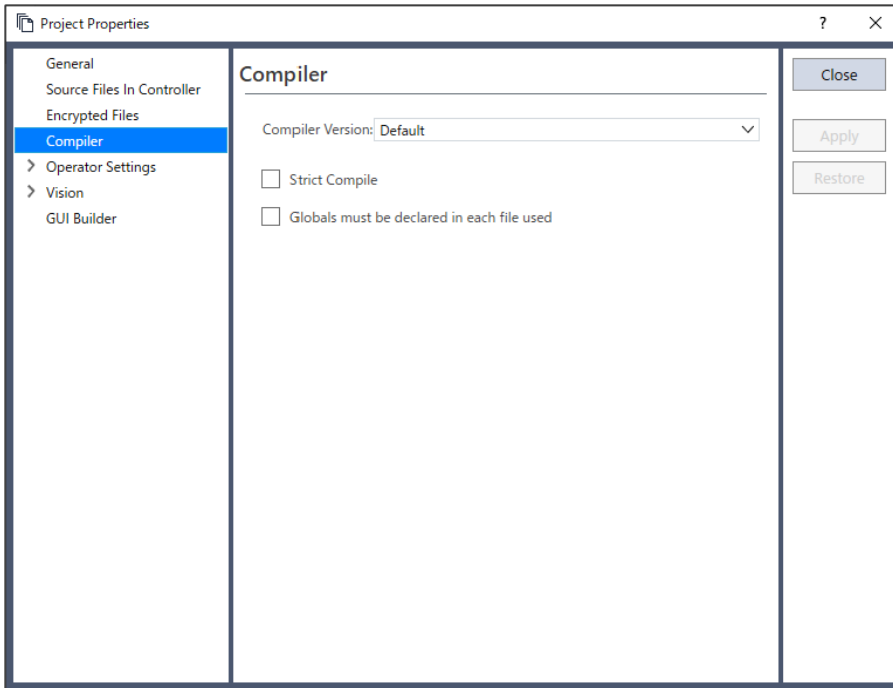 Project Properties
?
General
Source Files In Controller
Encrypted Files
Compiler
Operator Settings
Vision
GUI Builder
Compiler
Compiler Version: Default
Strict Compile
Globals must be declared in each file used
Close
Apply
Restore